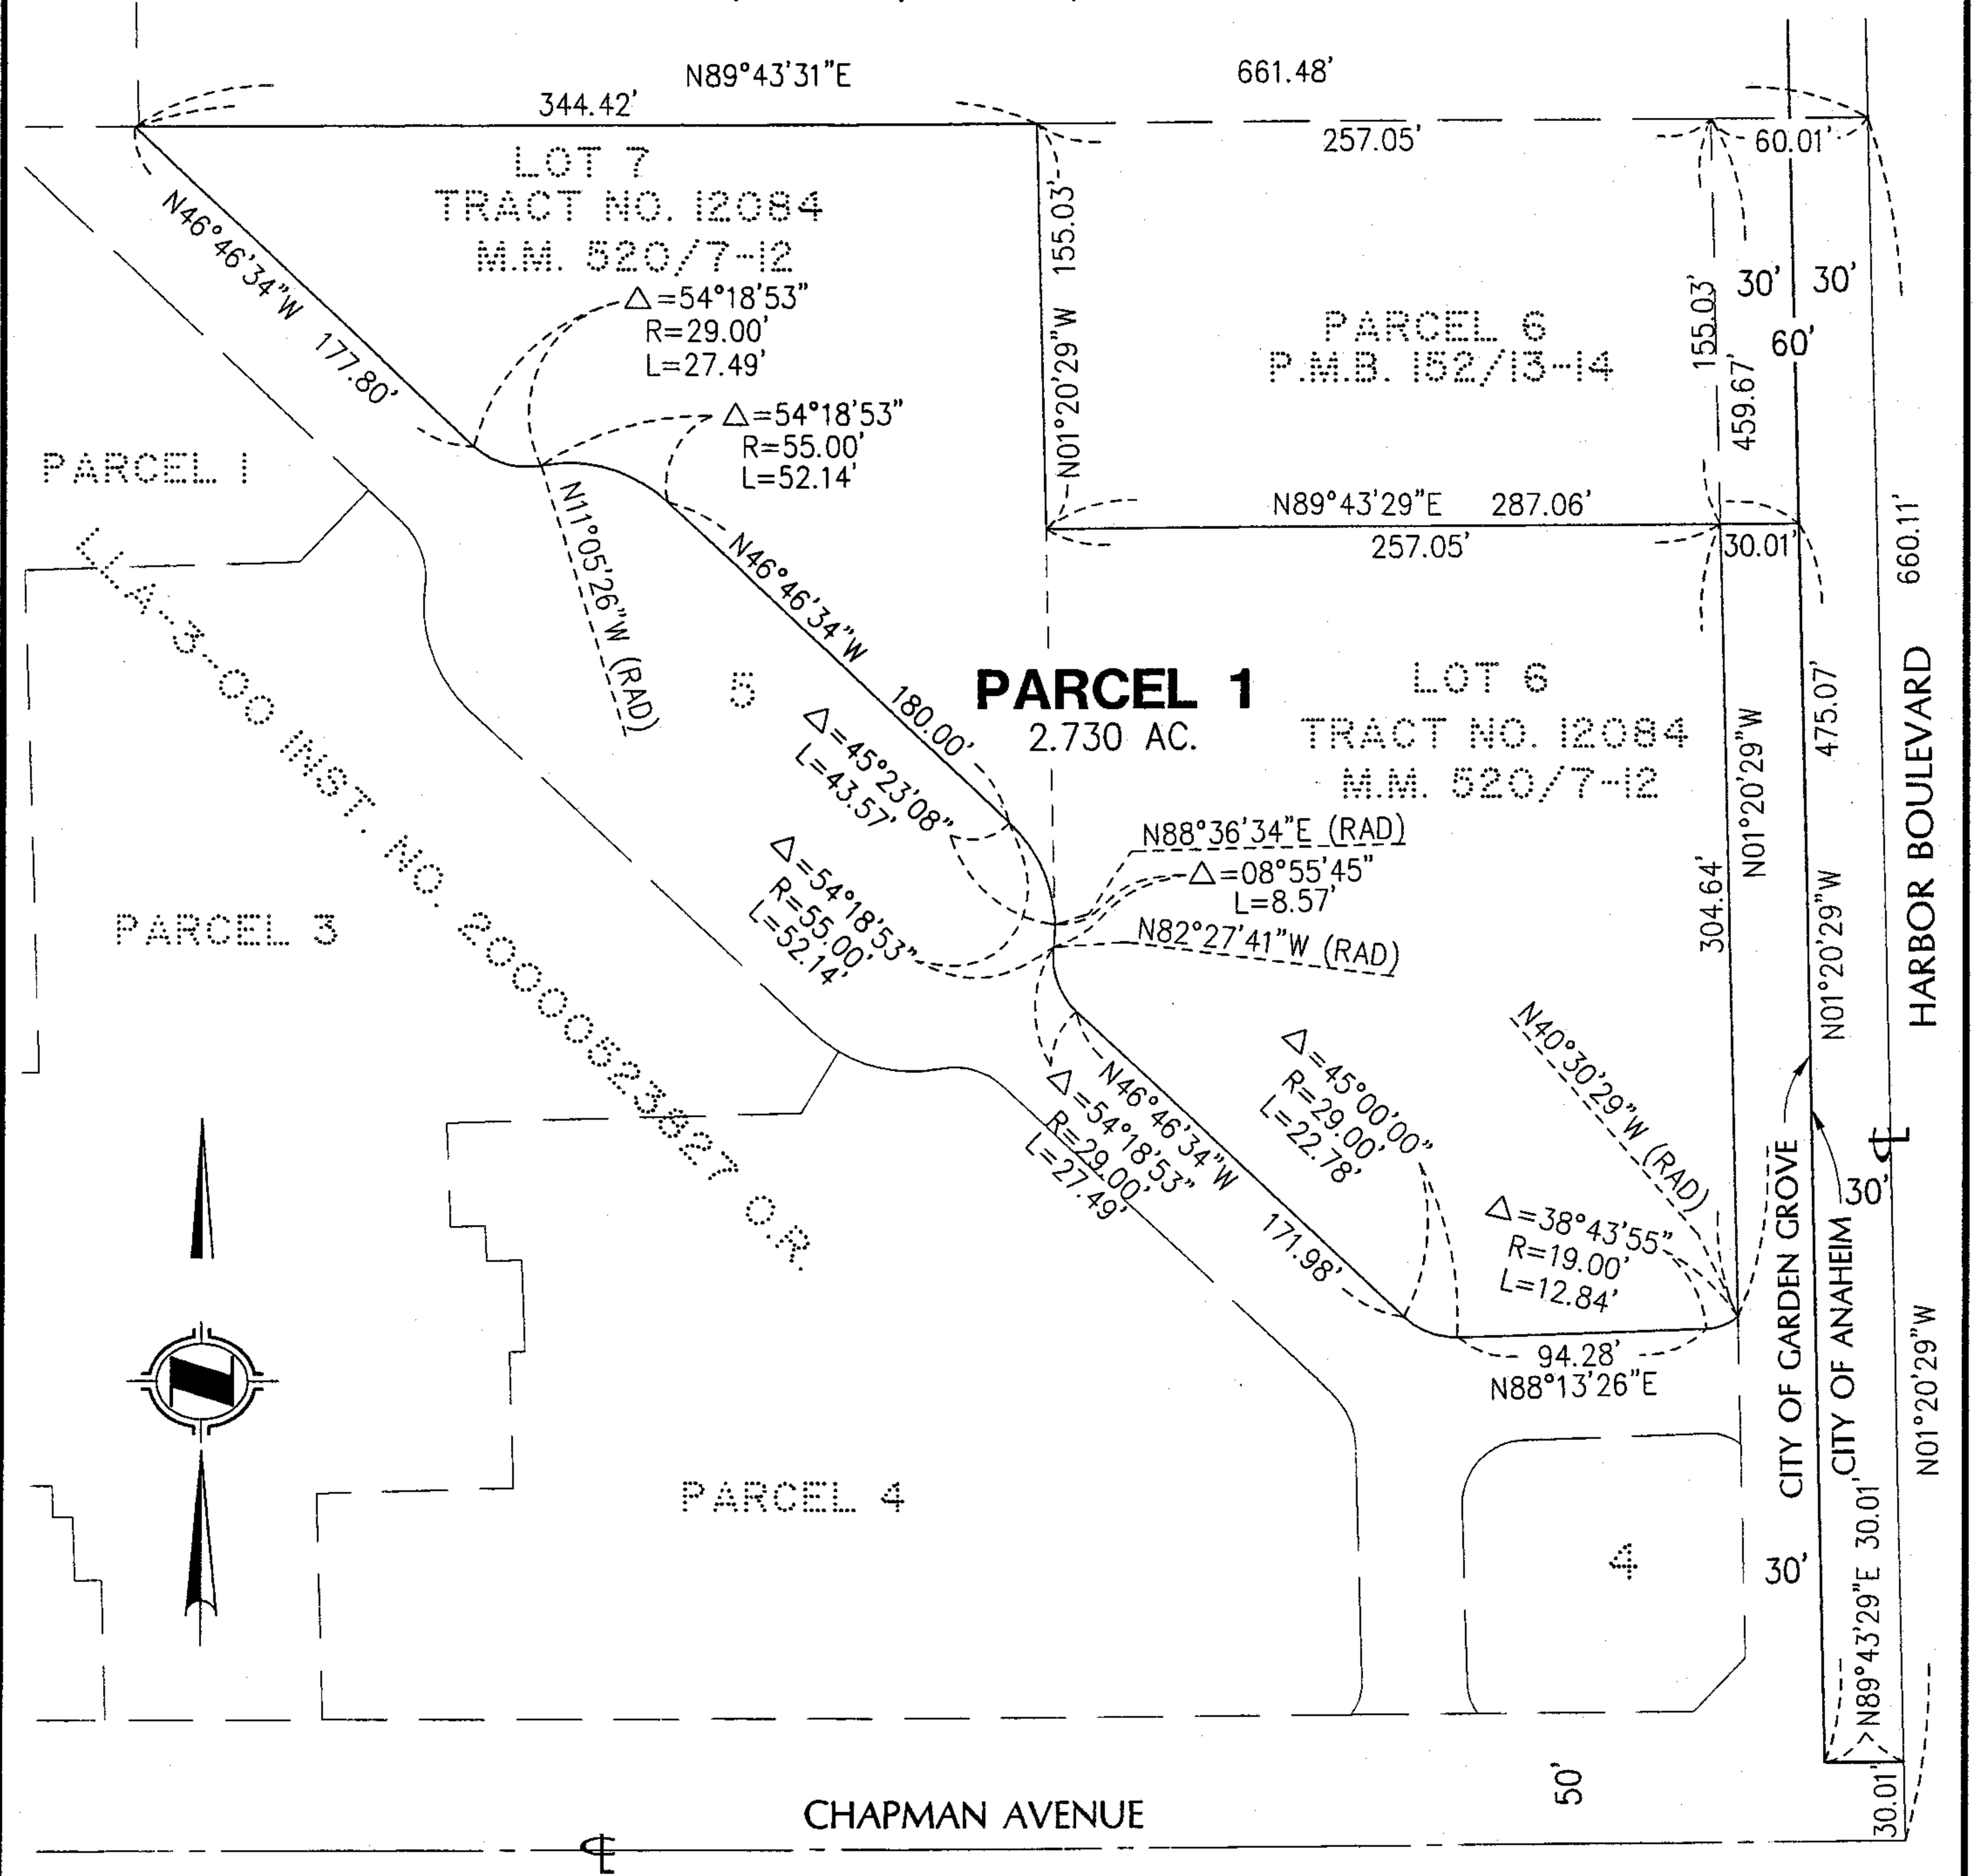 N89°43'31"E
661.48'
344.42'
257.05'
60.01'
LOT 7
TRACT NO. 12084
M.M. 520/7-12
N46°46'34"W 177.80'
△=54°18'53"
R=29.00'
L=27.49'
△=54°18'53"
R=55.00'
L=52.14'
N01°20'29"W 155.03'
PARCEL 6
P.M.B. 152/13-14
155.03'
459.67'
30'
30'
60'
PARCEL 1
N89°43'29"E 287.06'
257.05'
30.01'
660.11'
N11°05'26"W (RAD)
N46°46'34"W 180.00'
LLA-3-00 INST. NO. 20000523827 O.R.
5
PARCEL 1
2.730 AC.
LOT 6
TRACT NO. 12084
M.M. 520/7-12
475.07'
HARBOR BOULEVARD
N01°20'29"W
304.64'
N01°20'29"W
△=45°23'08"
L=43.57'
N88°36'34"E (RAD)
△=08°55'45"
L=8.57'
N82°27'41"W (RAD)
△=54°18'53"
R=55.00'
L=52.14'
PARCEL 3
N46°46'34"W
171.98'
△=54°18'53"
R=29.00'
L=27.49'
△=45°00'00"
R=29.00'
L=22.78'
N40°30'29"W (RAD)
△=38°43'55"
R=19.00'
L=12.84'
94.28'
N88°13'26"E
CITY OF GARDEN GROVE
CITY OF ANAHEIM
30'
℄
N01°20'29"W
PARCEL 4
4
30'
N89°43'29"E 30.01'
50'
30.01'
CHAPMAN AVENUE
℄